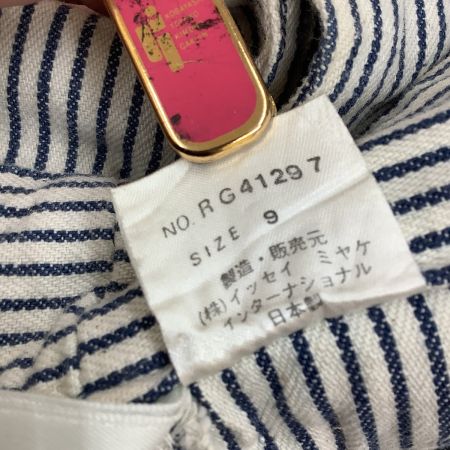 NO. RG41297
SIZE 9
製造・販売元
(株)イッセイ ミヤケ
インターナショナル
日本製